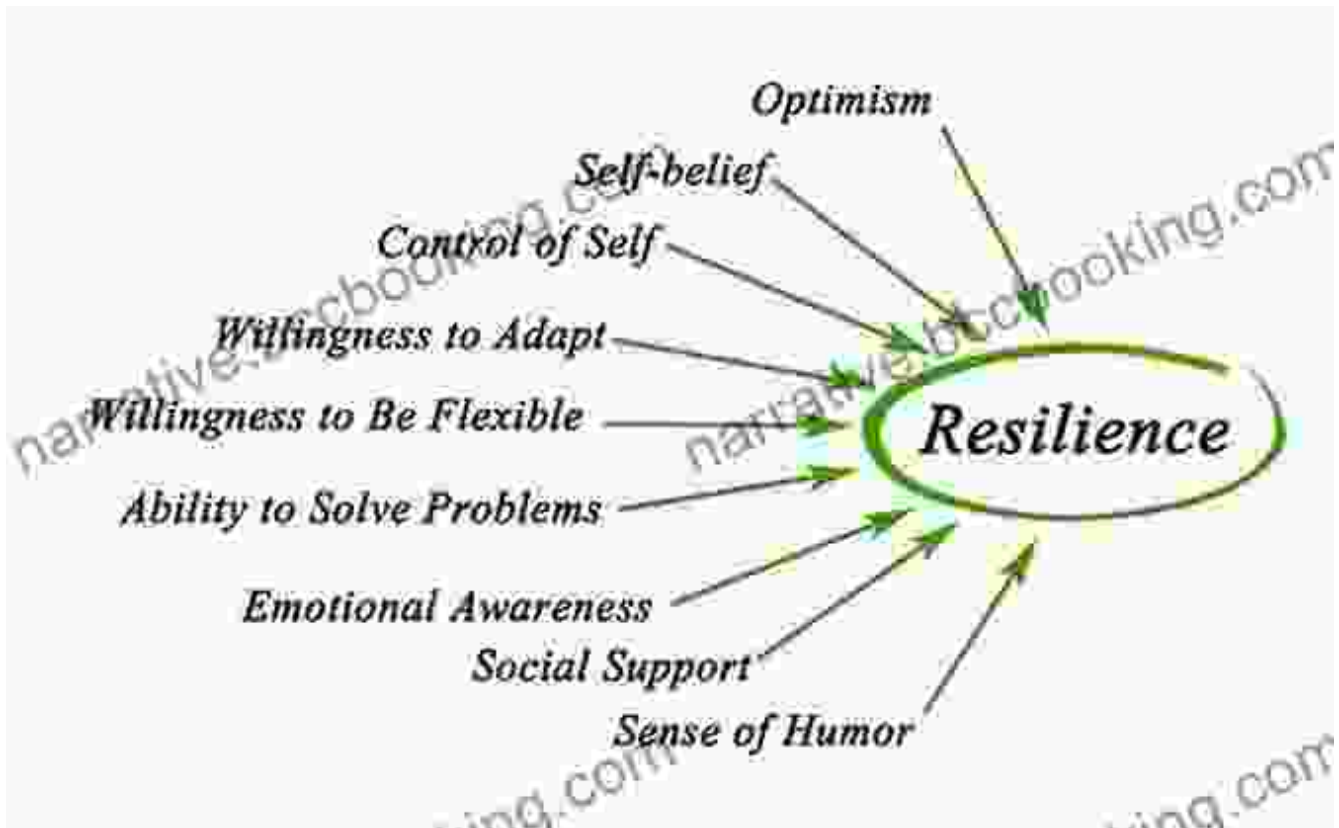 Optimism
Self-belief
Control of Self
Willingness to Adapt
Willingness to Be Flexible
Resilience
Ability to Solve Problems
Emotional Awareness
Social Support
Sense of Humor